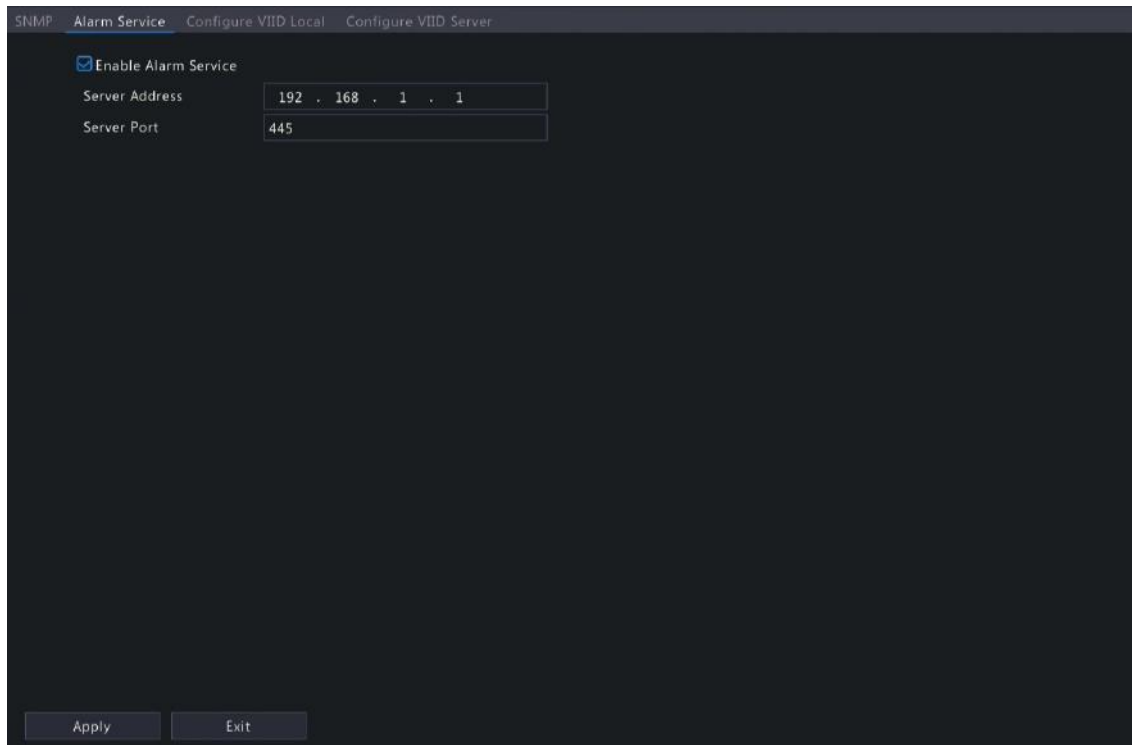 SNMP Alarm Service Configure VIID Local Configure VIID Server
Enable Alarm Service
Server Address 192 . 168 . 1 . 1
Server Port 445
Apply Exit